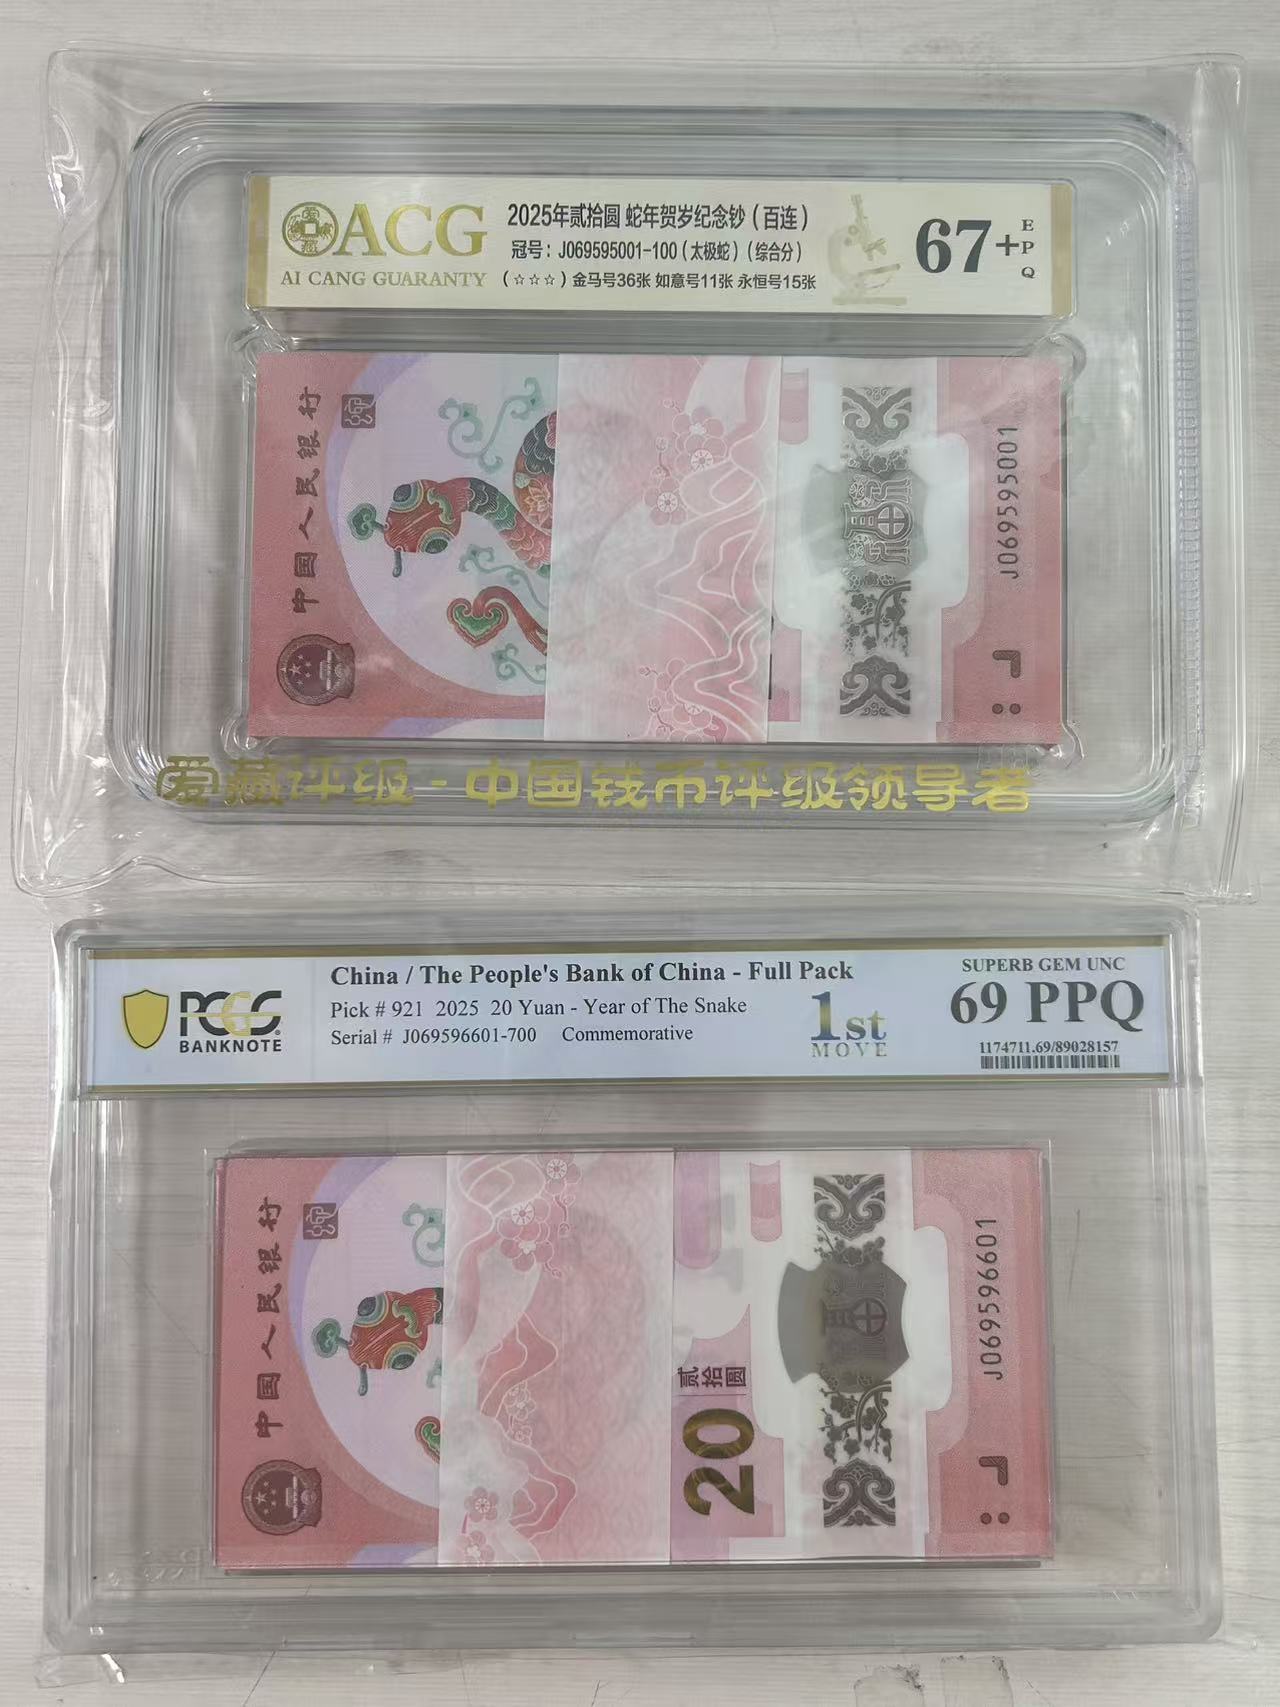 ACG
AI CANG GUARANTY
2025年贰拾圆 蛇年贺岁纪念钞（百连）
冠号：J069595001-100（太极蛇）（综合分）
（☆☆☆）金马号36张 如意号11张 永恒号15张
67+
EPQ
中国人民银行
J069595001
爱藏评级-中国钱币评级领导者
PCGS
BANKNOTE
China / The People's Bank of China - Full Pack
Pick # 921 2025 20 Yuan - Year of The Snake
Serial # J069596601-700 Commemorative
1st
MOVE
SUPERB GEM UNC
69 PPQ
1174711.69/89028157
中国人民银行
贰拾圆
20
J069596601